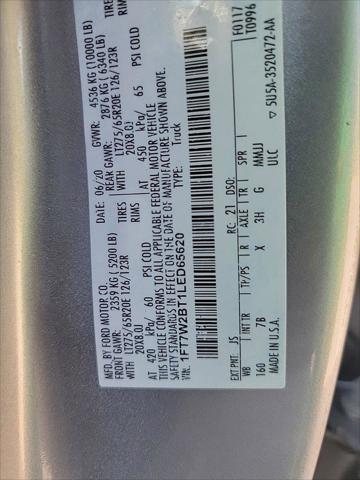 MFD. BY FORD MOTOR CO.
DATE: 06/20 GVWR: 4536 KG (10000 LB)
FRONT GAWR: 2359 KG (5200 LB) REAR GAWR: 2876 KG (6340 LB)
WITH LT275/65R20E 126/123R TIRES WITH LT275/65R20E 126/123R TIRES
20X8.0J RIMS 20X8.0J
AT 420 kPa/ 60 PSI COLD AT 450 kPa/ 65 PSI COLD
THIS VEHICLE CONFORMS TO ALL APPLICABLE FEDERAL MOTOR VEHICLE
SAFETY STANDARDS IN EFFECT ON THE DATE OF MANUFACTURE SHOWN ABOVE.
VIN: 1FT7W2BT1LED65620 TYPE: Truck
F0117
T0996
EXT PNT: JS RC: 21 DSO:
WB INT TR TP/PS R AXLE TR SPR
160 7B X 3H G MMJJ
MADE IN U.S.A. ULC
5U5A-3520472-AA